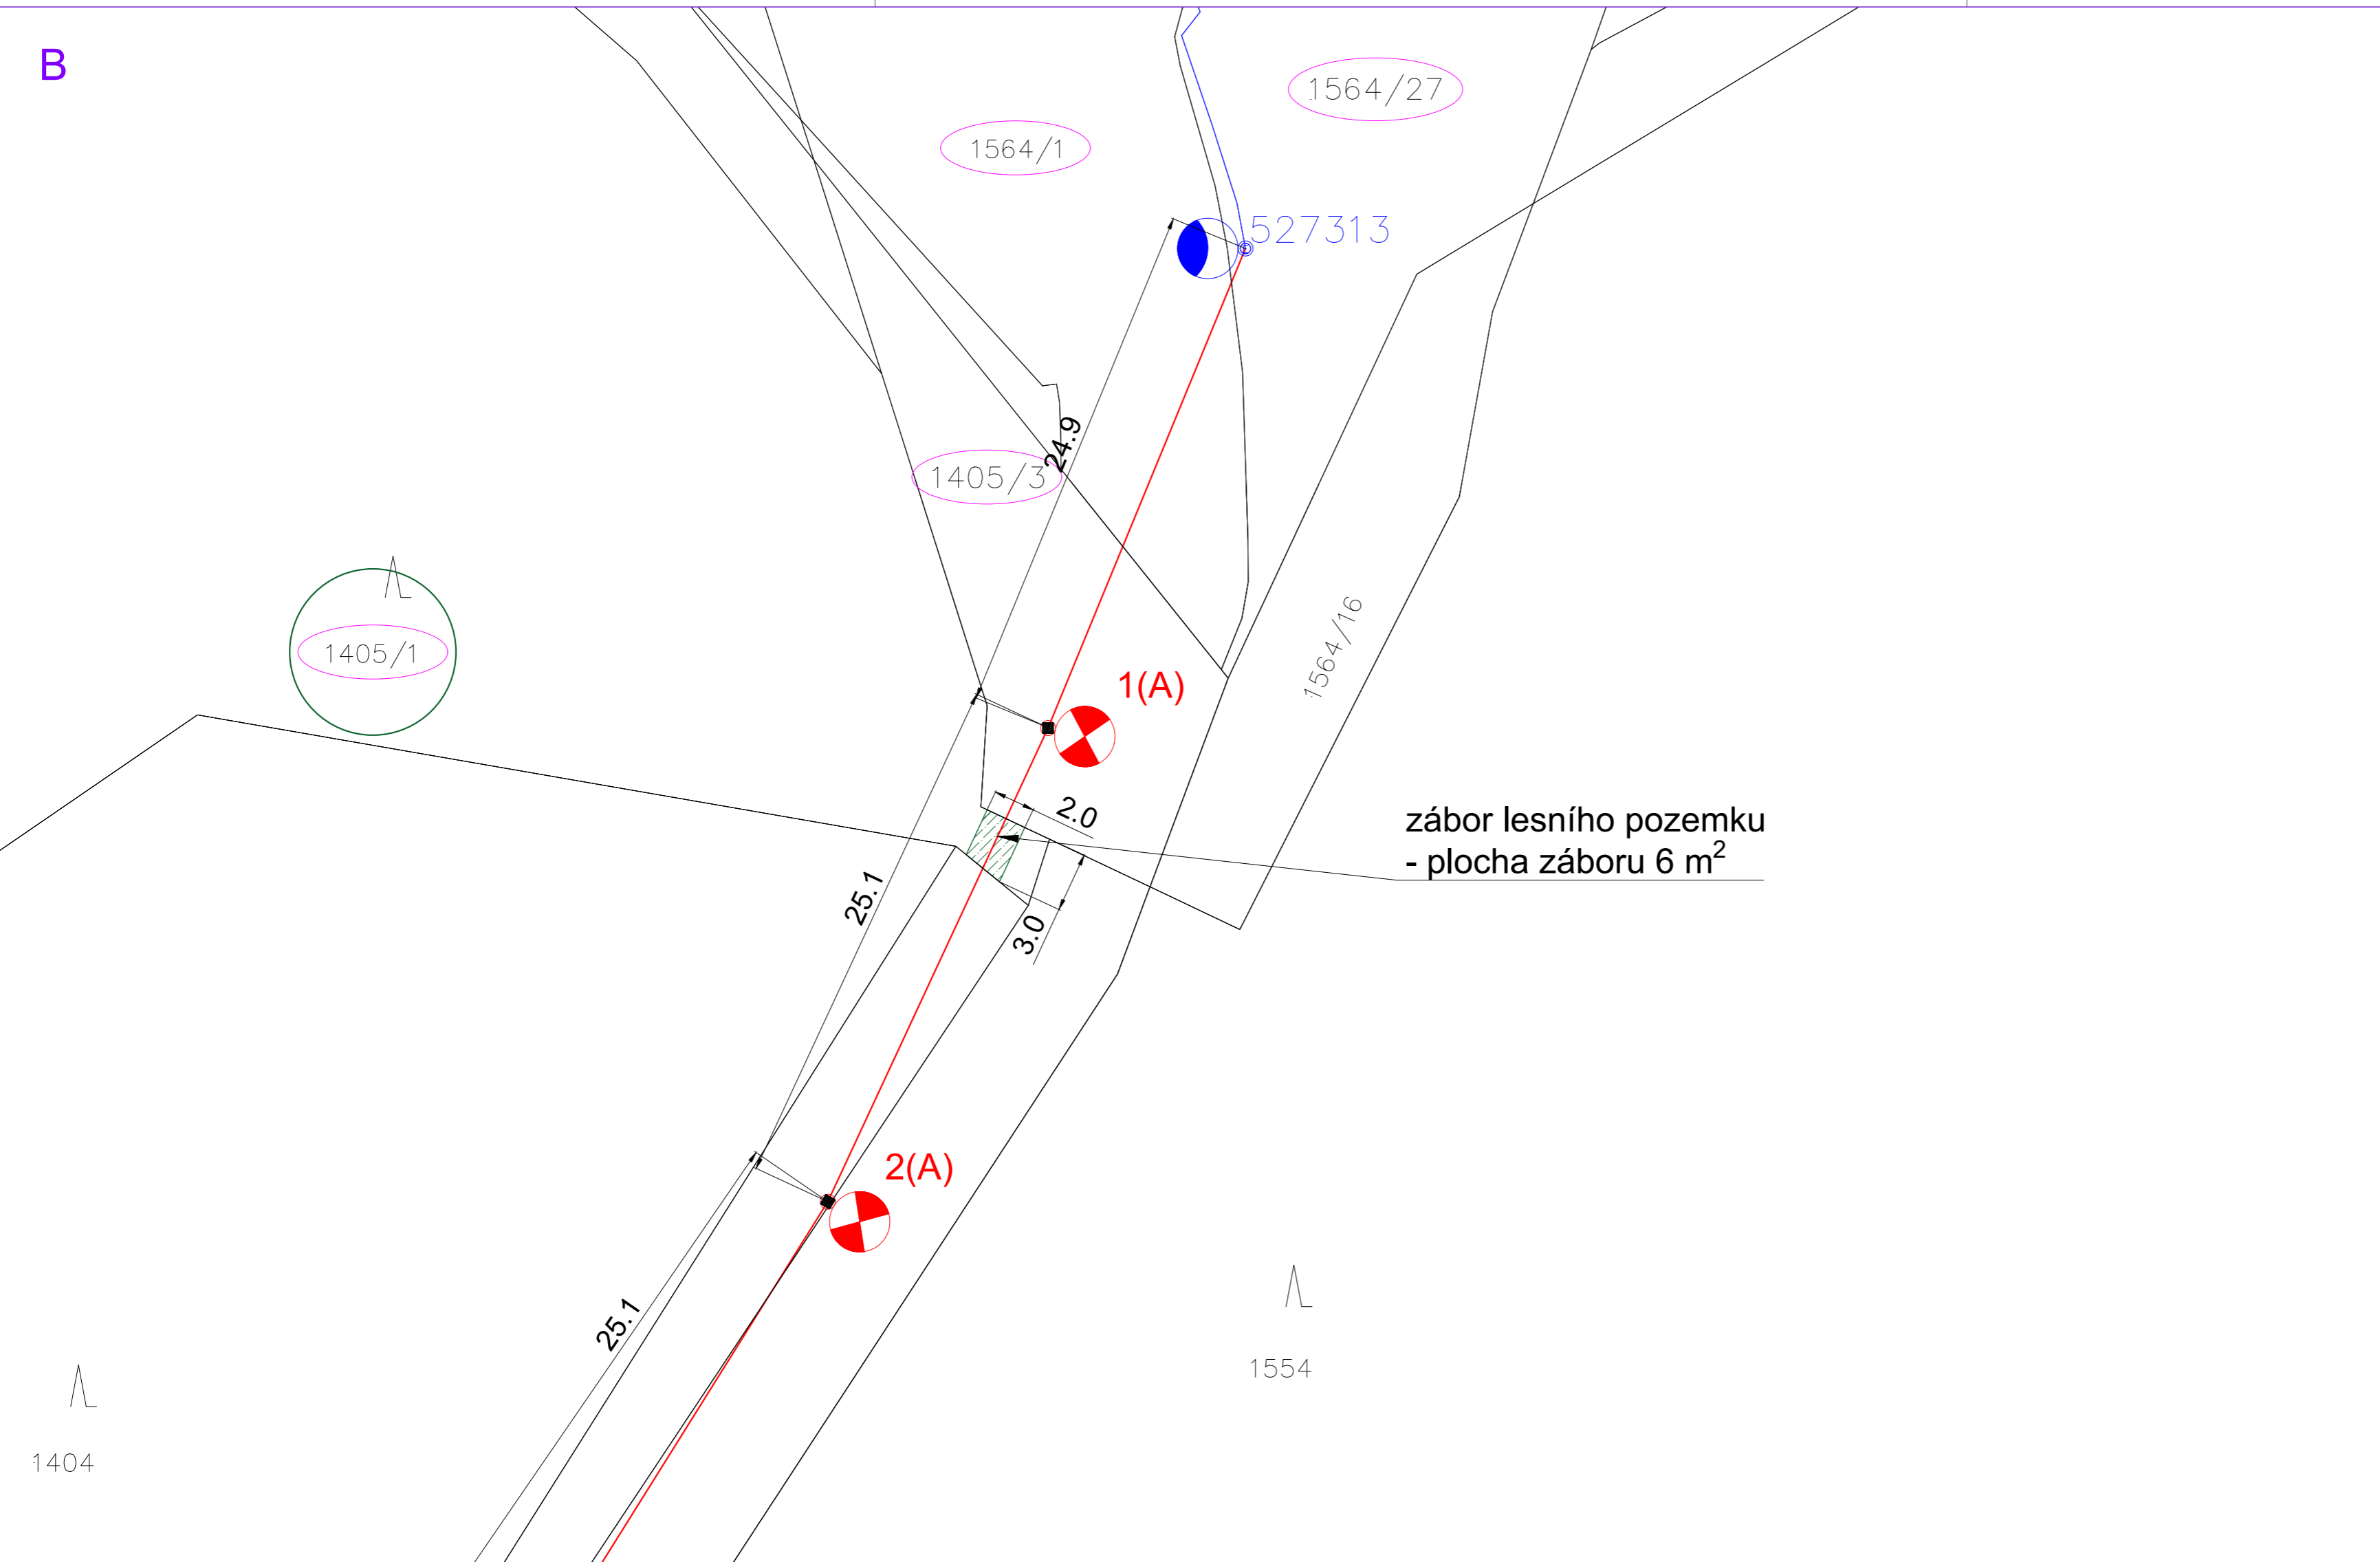 B
1564/27
1564/1
527313
24.9
1405/3
1405/1
1564/16
1(A)
2.0
zábor lesního pozemku
- plocha záboru 6 m²
25.1
3.0
2(A)
25.1
1554
1404